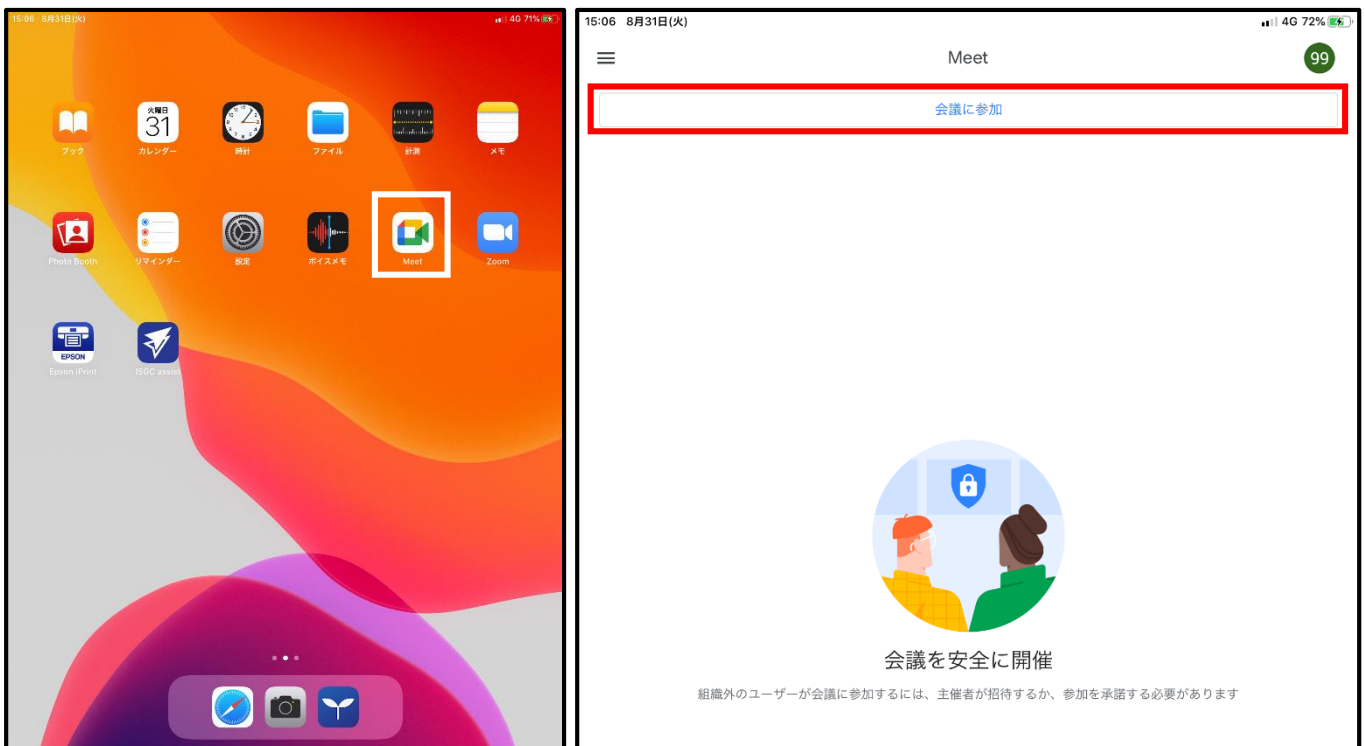 15:06 8月31日(火)
4G 71%
火曜日
31
ブック
カレンダー
時計
ファイル
計測
メモ
Photo Booth
リマインダー
設定
ボイスメモ
Meet
Zoom
EPSON
Epson iPrint
ISGC assist
15:06 8月31日(火)
4G 72%
Meet
99
会議に参加
会議を安全に開催
組織外のユーザーが会議に参加するには、主催者が招待するか、参加を承諾する必要があります